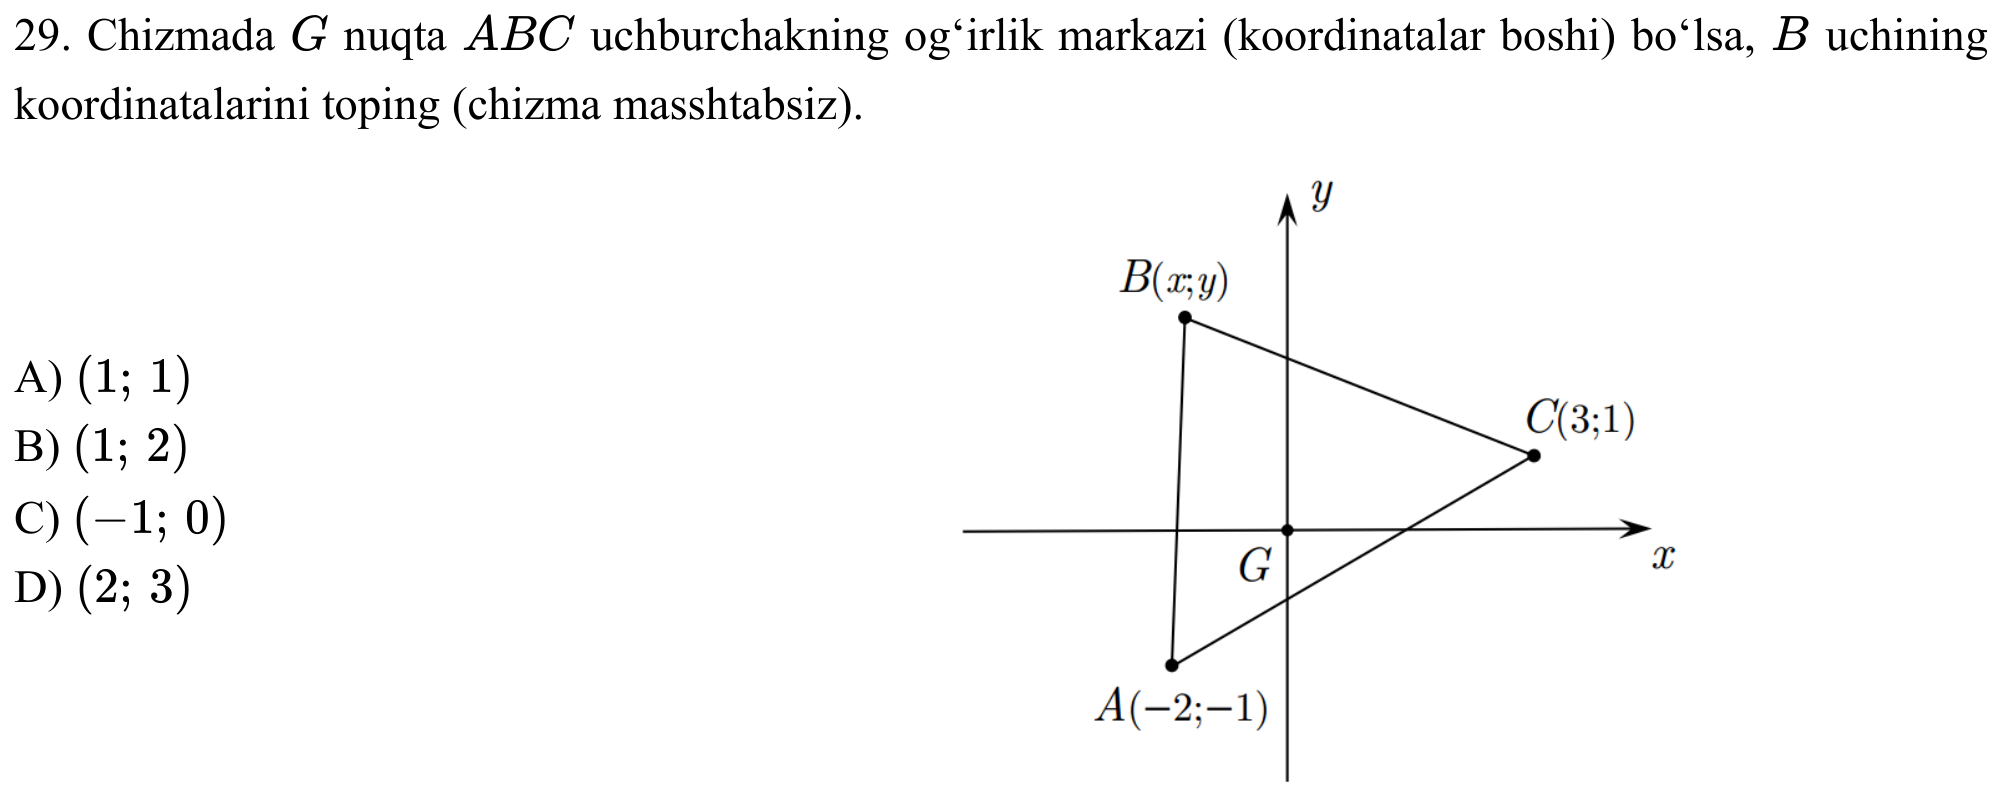 29. Chizmada G nuqta ABC uchburchakning og‘irlik markazi (koordinatalar boshi) bo‘lsa, B uchining
koordinatalarini toping (chizma masshtabsiz).
y
B(x;y)
A) (1; 1)
C(3;1)
B) (1; 2)
C) (−1; 0)
G
x
D) (2; 3)
A(−2;−1)